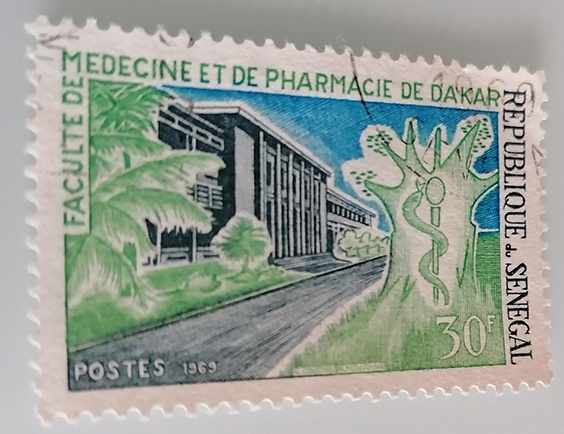 FACULTE DE
MEDECINE ET DE PHARMACIE DE DAKAR
REPUBLIQUE du SENEGAL
30F
POSTES 1969